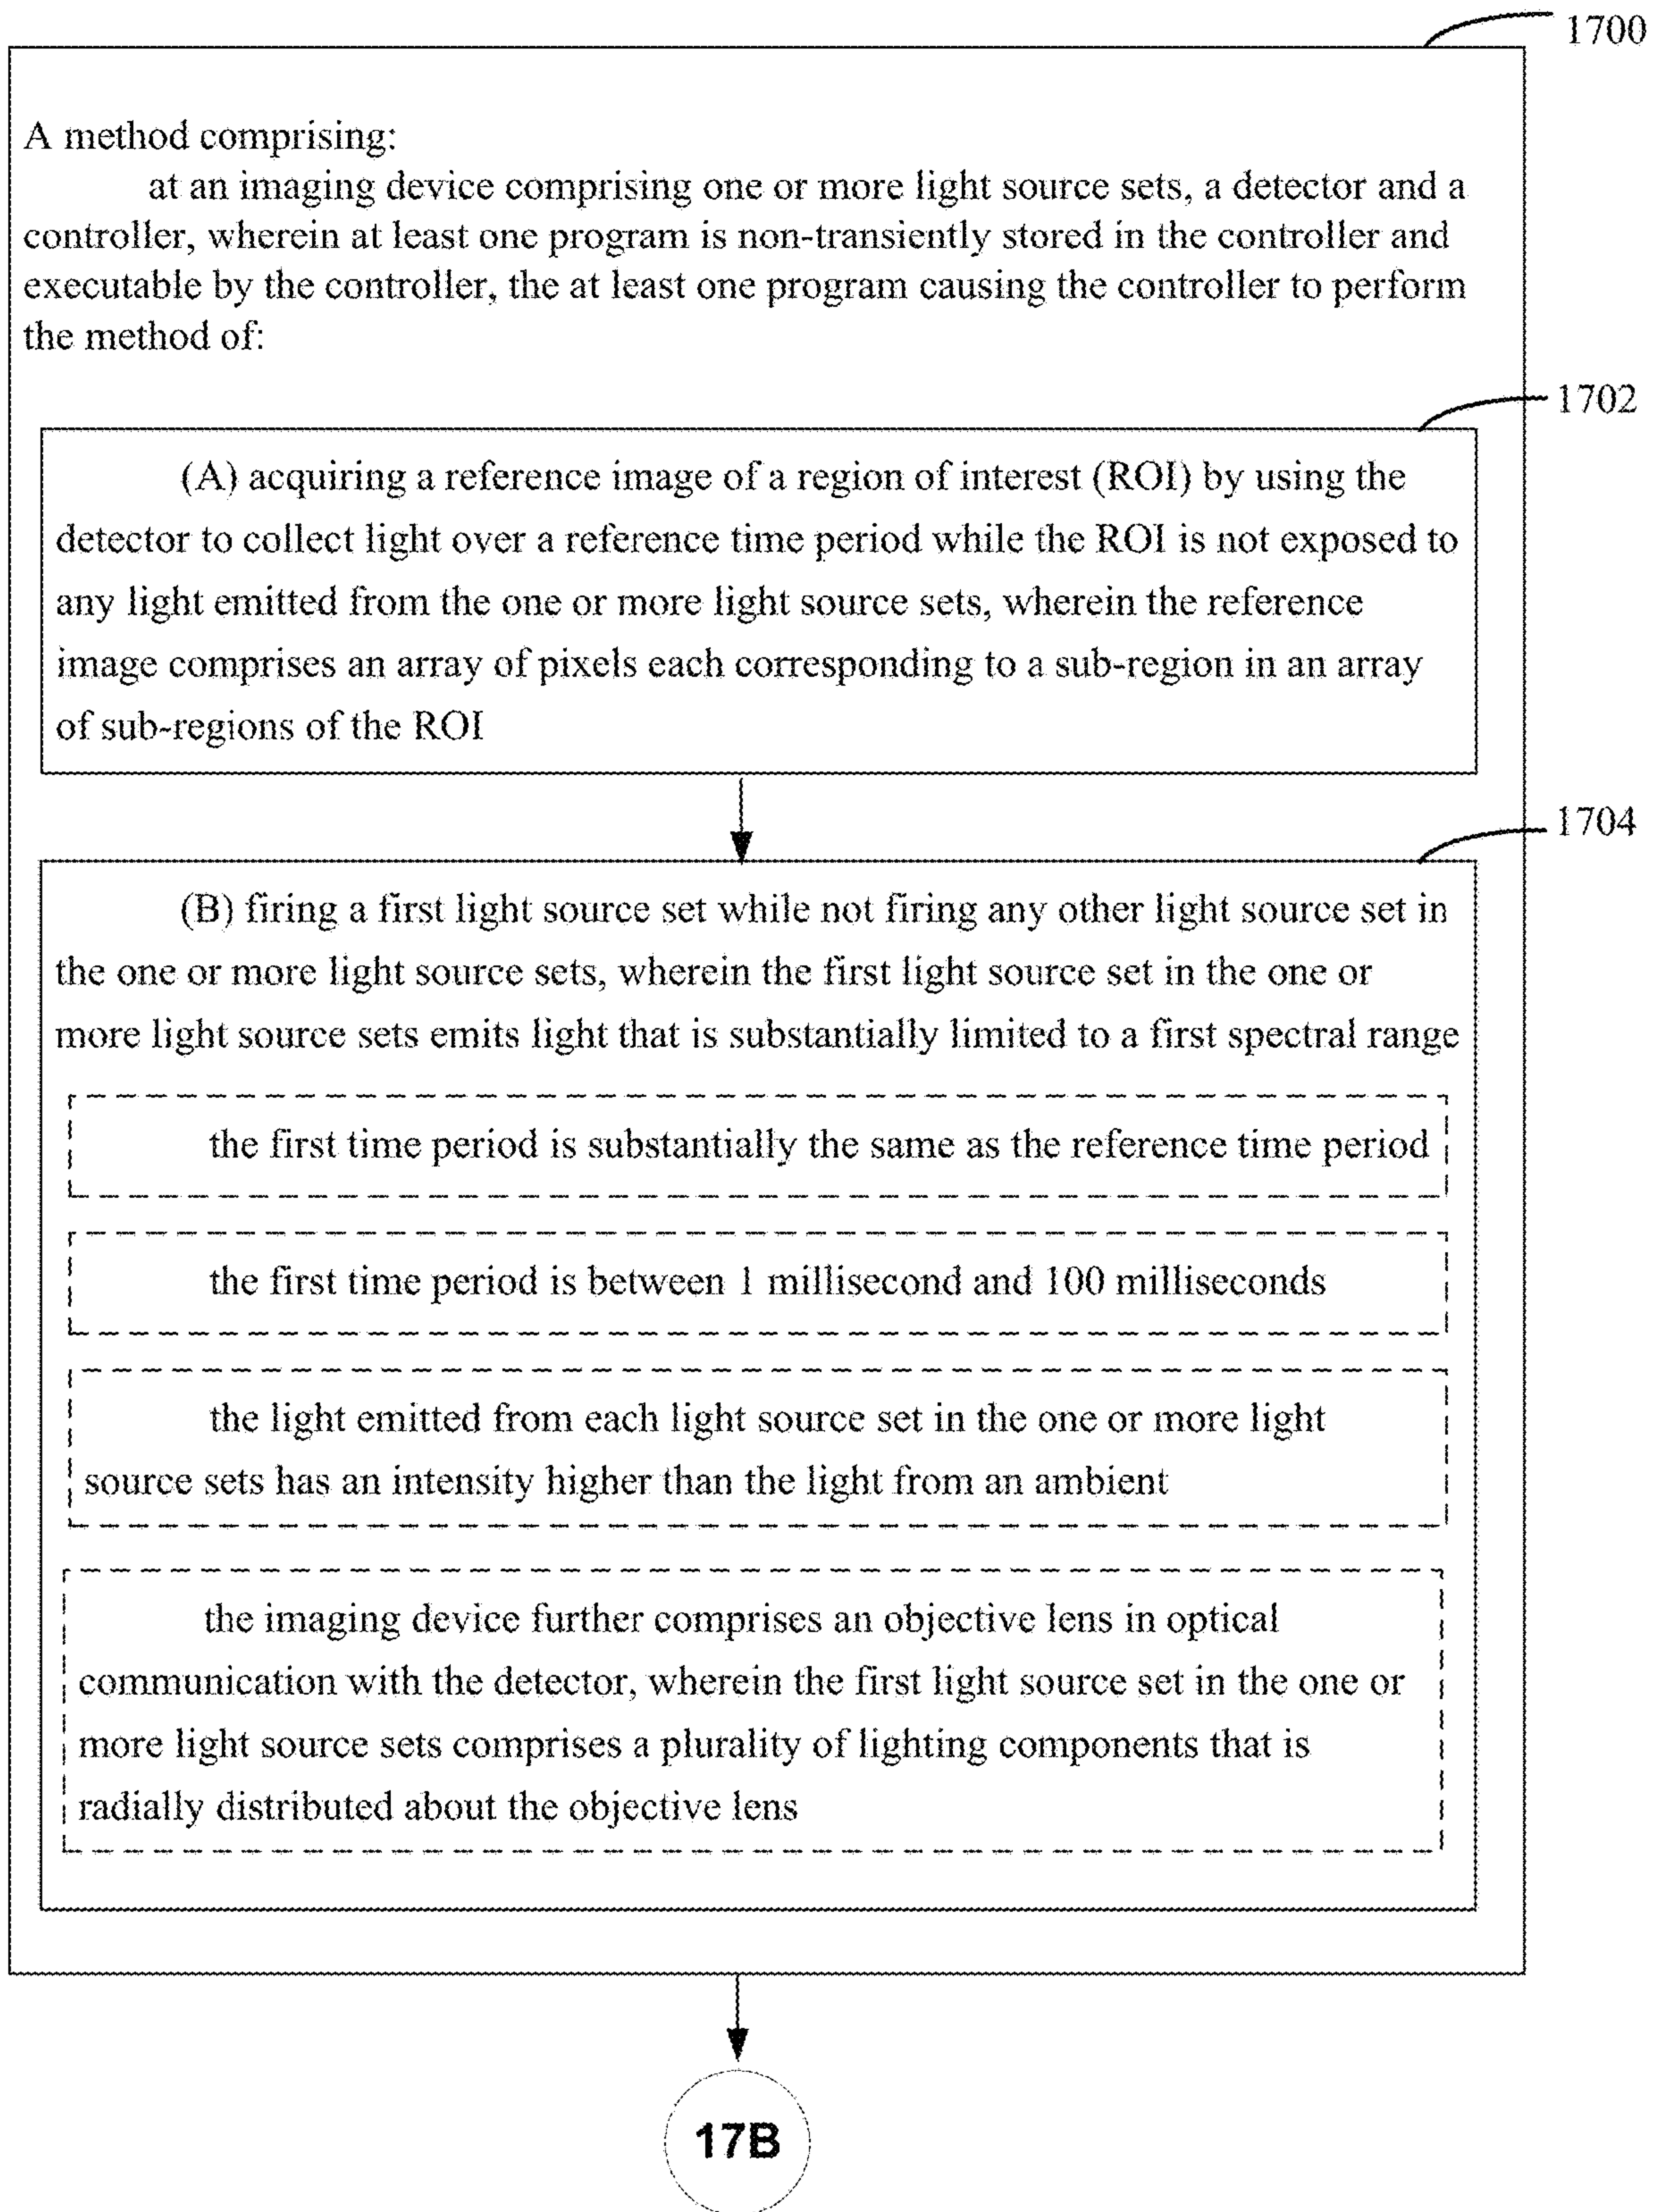 1700
A method comprising:
at an imaging device comprising one or more light source sets, a detector and a
controller, wherein at least one program is non-transiently stored in the controller and
executable by the controller, the at least one program causing the controller to perform
the method of:
1702
(A) acquiring a reference image of a region of interest (ROI) by using the
detector to collect light over a reference time period while the ROI is not exposed to
any light emitted from the one or more light source sets, wherein the reference
image comprises an array of pixels each corresponding to a sub-region in an array
of sub-regions of the ROI
1704
(B) firing a first light source set while not firing any other light source set in
the one or more light source sets, wherein the first light source set in the one or
more light source sets emits light that is substantially limited to a first spectral range
the first time period is substantially the same as the reference time period
the first time period is between 1 millisecond and 100 milliseconds
the light emitted from each light source set in the one or more light
source sets has an intensity higher than the light from an ambient
the imaging device further comprises an objective lens in optical
communication with the detector, wherein the first light source set in the one or
more light source sets comprises a plurality of lighting components that is
radially distributed about the objective lens
17B